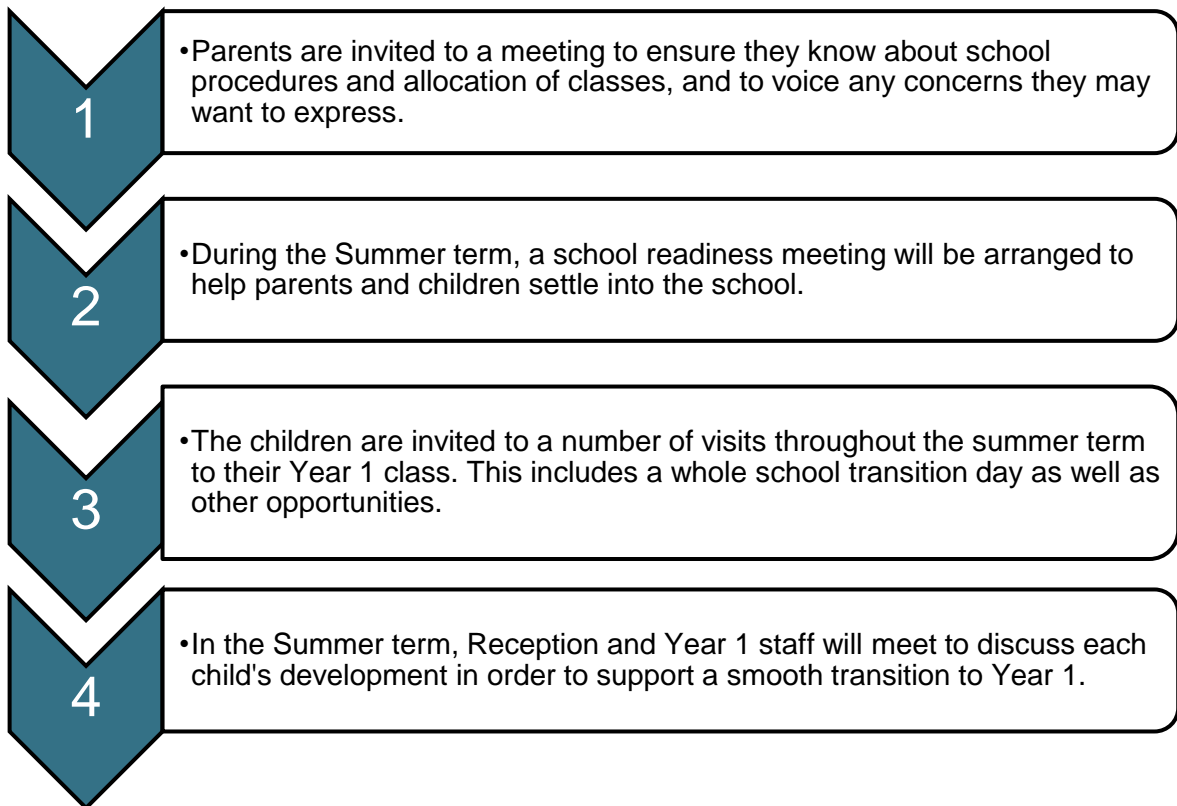 1
•Parents are invited to a meeting to ensure they know about school
procedures and allocation of classes, and to voice any concerns they may
want to express.
2
•During the Summer term, a school readiness meeting will be arranged to
help parents and children settle into the school.
3
•The children are invited to a number of visits throughout the summer term
to their Year 1 class. This includes a whole school transition day as well as
other opportunities.
4
•In the Summer term, Reception and Year 1 staff will meet to discuss each
child's development in order to support a smooth transition to Year 1.